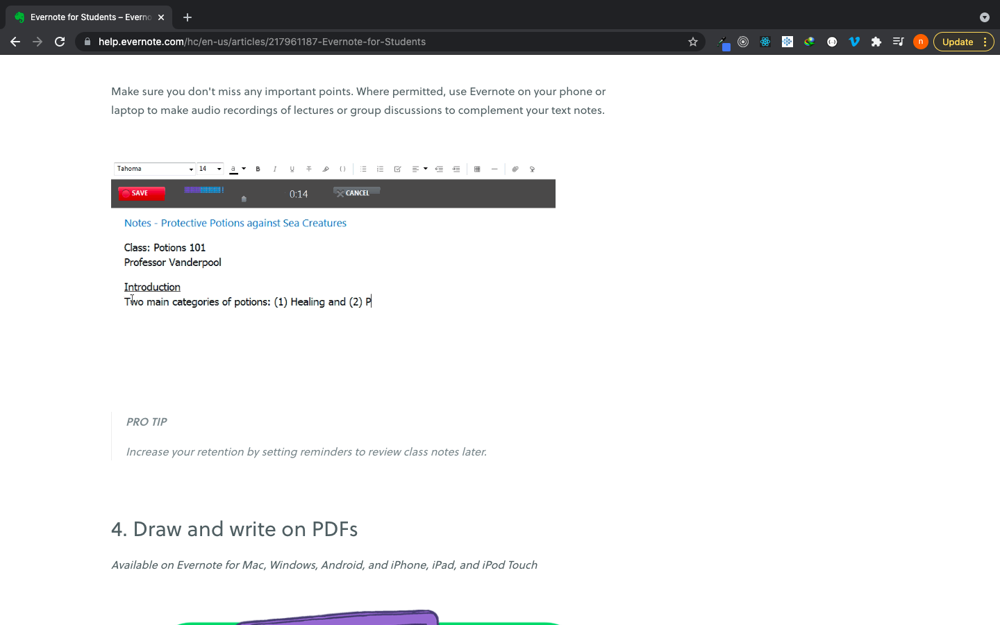 Evernote for Students – Everno
help.evernote.com/hc/en-us/articles/217961187-Evernote-for-Students
n
Update
Make sure you don't miss any important points. Where permitted, use Evernote on your phone or
laptop to make audio recordings of lectures or group discussions to complement your text notes.
Tahoma 14 a B I U T
SAVE 0:14 CANCEL
Notes - Protective Potions against Sea Creatures
Class: Potions 101
Professor Vanderpool
Introduction
Two main categories of potions: (1) Healing and (2) P
PRO TIP
Increase your retention by setting reminders to review class notes later.
4. Draw and write on PDFs
Available on Evernote for Mac, Windows, Android, and iPhone, iPad, and iPod Touch